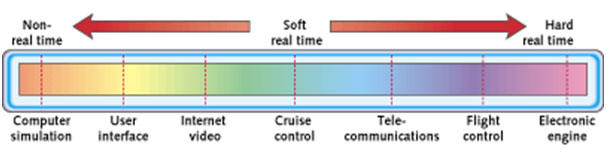 Non-
real time
Soft
real time
Hard
real time
Computer
simulation
User
interface
Internet
video
Cruise
control
Tele-
communications
Flight
control
Electronic
engine